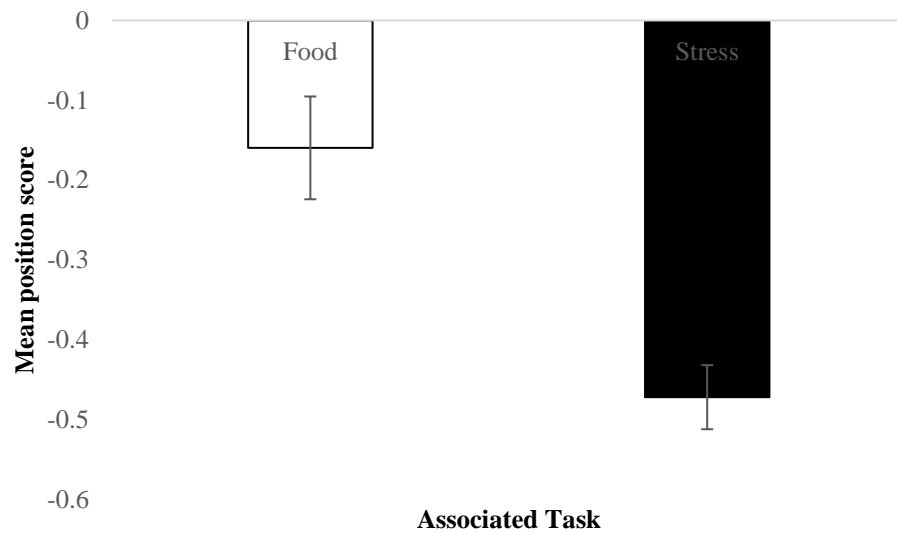 0
Food
Stress
-0.1
-0.2
-0.3
-0.4
-0.5
-0.6
Mean position score
Associated Task